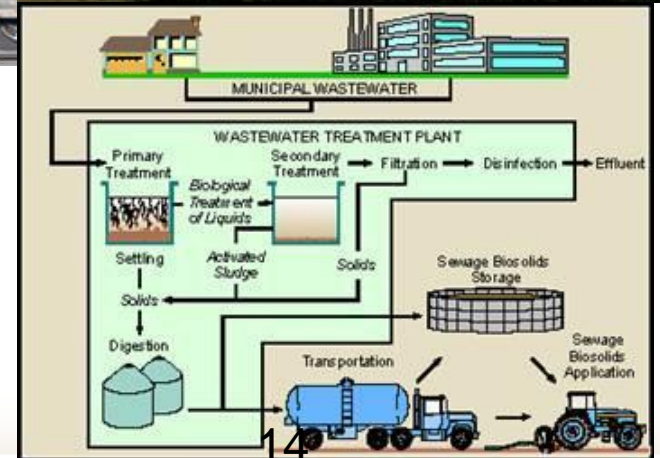 MUNICIPAL WASTEWATER
WASTEWATER TREATMENT PLANT
Primary
Treatment
Biological
Treatment
of Liquids
Secondary
Treatment
Filtration
Disinfection
Effluent
Settling
Activated
Sludge
Solids
Solids
Digestion
Sewage Biosolids
Storage
Transportation
Sewage
Biosolids
Application
14